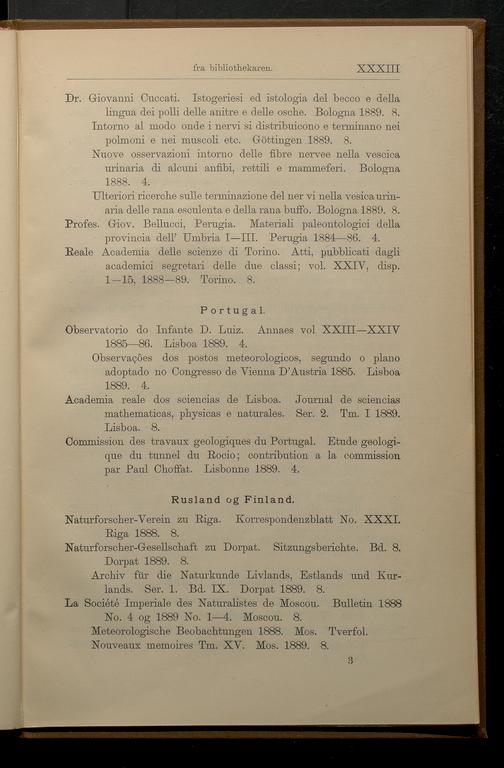 fra bibliothekaren. XXXIII
Dr. Giovanni Cuccati. Istogeriesi ed istologia del becco e della
lingua dei polli delle anitre e delle osche. Bologna 1889. 8.
Intorno al modo onde i nervi si distribuicono e terminano nei
polmoni e nei muscoli etc. Göttingen 1889. 8.
Nuove osservazioni intorno delle fibre nervee nella vescica
urinaria di alcuni anfibi, rettili e mammeferi. Bologna
1888. 4.
Ulteriori ricerche sulle terminazione del ner vi nella vesica urin-
aria delle rana esculenta e della rana buffo. Bologna 1889. 8.
Profes. Giov. Bellucci, Perugia. Materiali paleontologici della
provincia dell' Umbria I—III. Perugia 1884—86. 4.
Reale Academia delle scienze di Torino. Atti, pubblicati dagli
academici segretari delle due classi; vol. XXIV, disp.
1—15, 1888—89. Torino. 8.
Portugal.
Observatorio do Infante D. Luiz. Annaes vol XXIII—XXIV
1885—86. Lisboa 1889. 4.
Observações dos postos meteorologicos, segundo o plano
adoptado no Congresso de Vienna D'Austria 1885. Lisboa
1889. 4.
Academia reale dos sciencias de Lisboa. Journal de sciencias
mathematicas, physicas e naturales. Ser. 2. Tm. I 1889.
Lisboa. 8.
Commission des travaux geologiques du Portugal. Etude geologi-
que du tunnel du Rocio; contribution a la commission
par Paul Choffat. Lisbonne 1889. 4.
Rusland og Finland.
Naturforscher-Verein zu Riga. Korrespondenzblatt No. XXXI.
Riga 1888. 8.
Naturforscher-Gesellschaft zu Dorpat. Sitzungsberichte. Bd. 8.
Dorpat 1889. 8.
Archiv für die Naturkunde Livlands, Estlands und Kur-
lands. Ser. 1. Bd. IX. Dorpat 1889. 8.
La Société Imperiale des Naturalistes de Moscou. Bulletin 1888
No. 4 og 1889 No. 1—4. Moscou. 8.
Meteorologische Beobachtungen 1888. Mos. Tverfol.
Nouveaux memoires Tm. XV. Mos. 1889. 8.
3